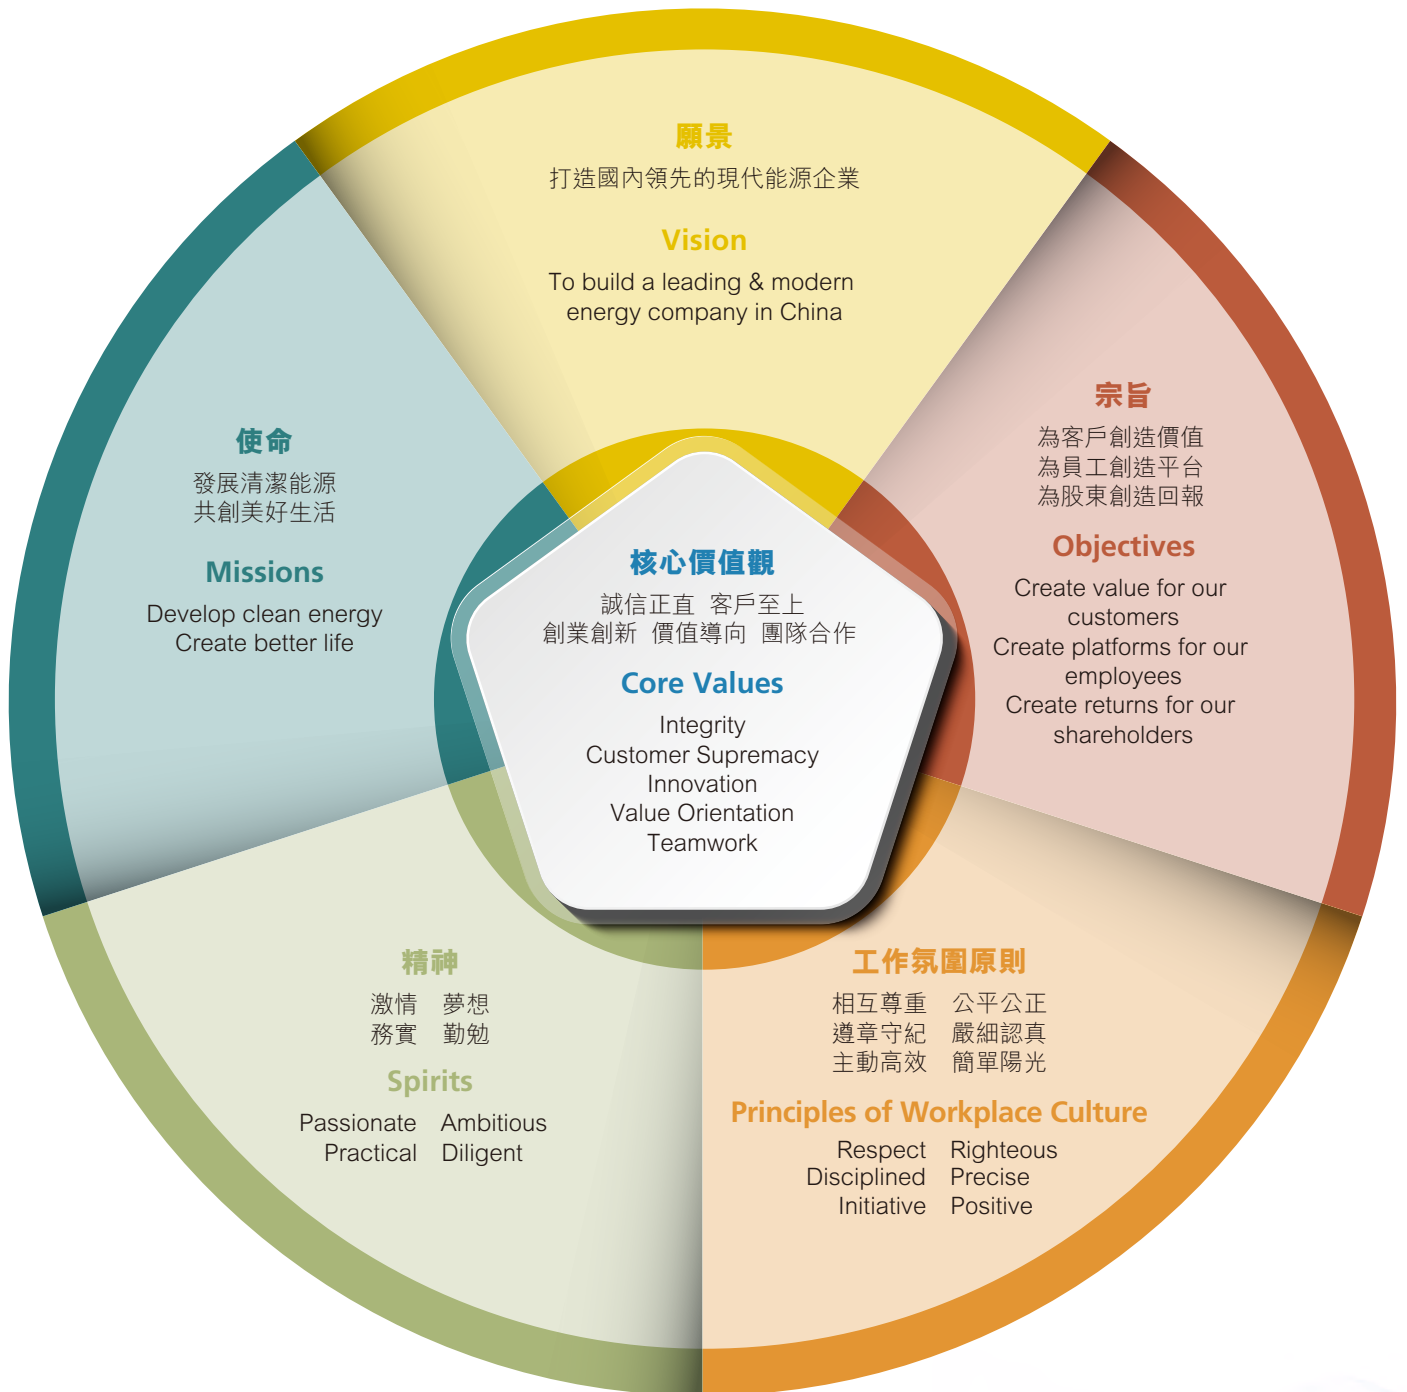 願景
打造國內領先的現代能源企業
Vision
To build a leading & modern
energy company in China
宗旨
為客戶創造價值
為員工創造平台
為股東創造回報
Objectives
Create value for our
customers
Create platforms for our
employees
Create returns for our
shareholders
使命
發展清潔能源
共創美好生活
Missions
Develop clean energy
Create better life
核心價值觀
誠信正直 客戶至上
創業創新 價值導向 團隊合作
Core Values
Integrity
Customer Supremacy
Innovation
Value Orientation
Teamwork
精神
激情 夢想
務實 勤勉
Spirits
Passionate Ambitious
Practical Diligent
工作氛圍原則
相互尊重 公平公正
遵章守紀 嚴細認真
主動高效 簡單陽光
Principles of Workplace Culture
Respect Righteous
Disciplined Precise
Initiative Positive